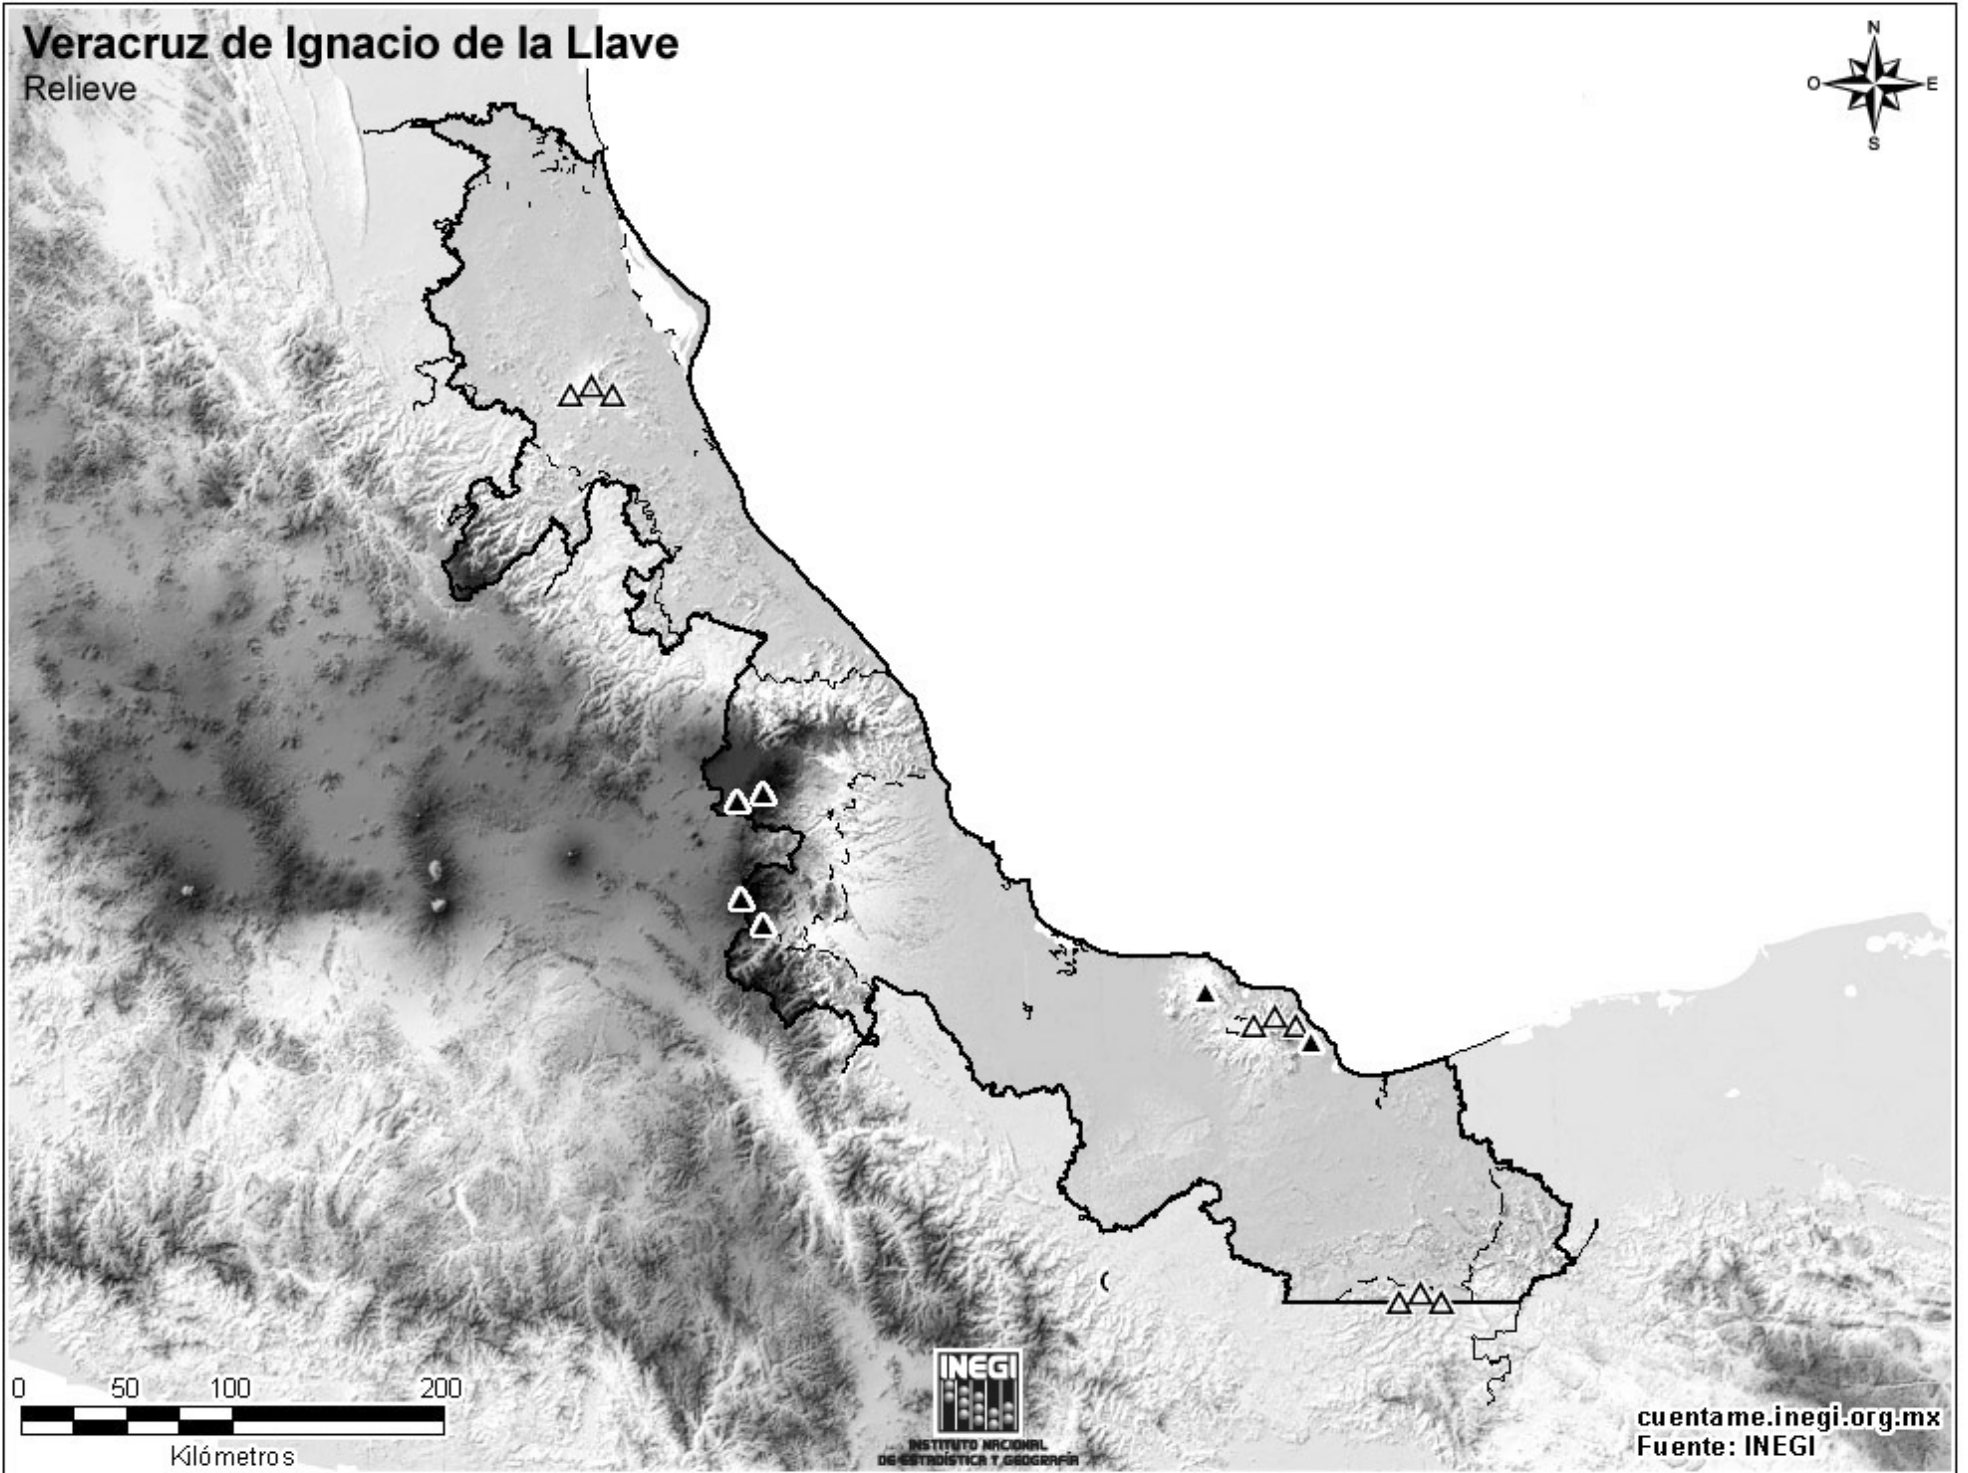 Veracruz de Ignacio de la Llave
Relieve
N
O E
S
0 50 100 200
Kilómetros
INEGI
INSTITUTO NACIONAL
DE ESTADÍSTICA Y GEOGRAFÍA
cuentame.inegi.org.mx
Fuente: INEGI